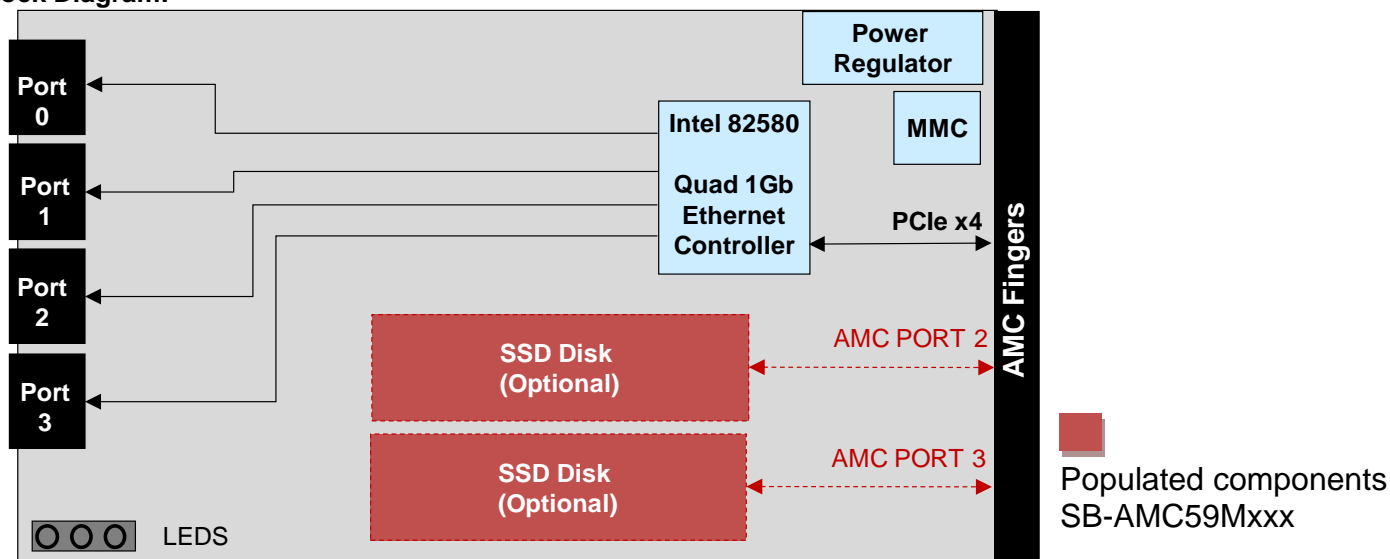 Diagram:
Power
Regulator
Port
0
Intel 82580
MMC
Port
1
Quad 1Gb
Ethernet
Controller
PCIe x4
AMC Fingers
Port
2
SSD Disk
(Optional)
AMC PORT 2
Port
3
SSD Disk
(Optional)
AMC PORT 3
Populated components
SB-AMC59Mxxx
LEDS